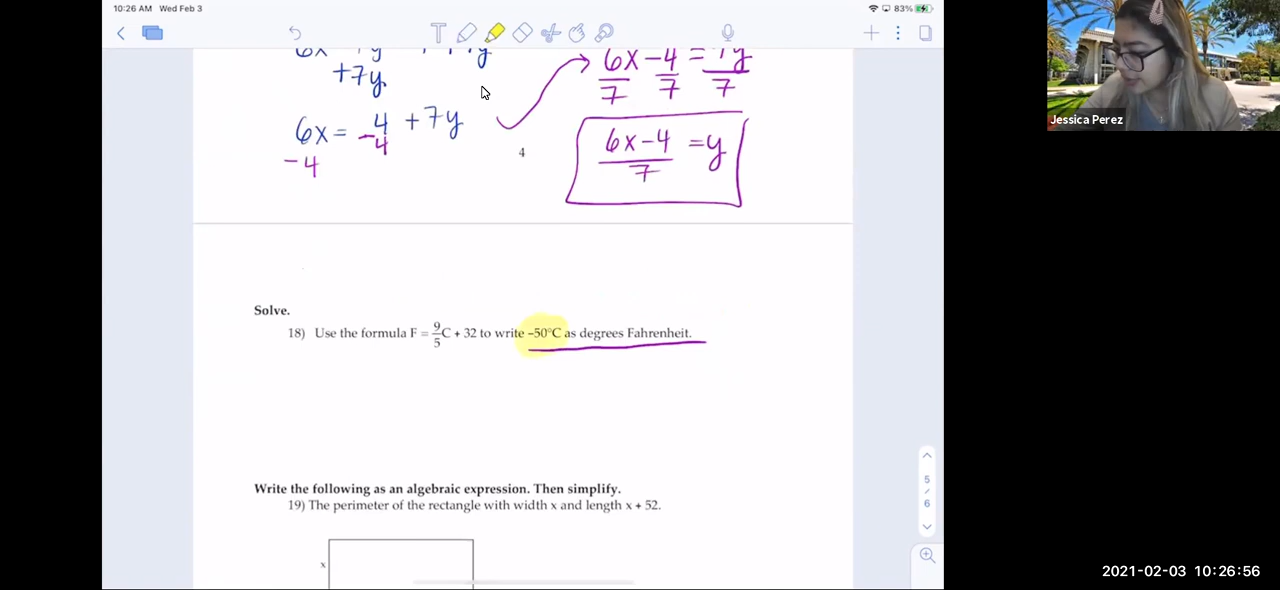 10:26 AM Wed Feb 3
83%
T
+7y
6x = 4 + 7y
-4 -4
6x - 4 = 7y
7 7 7
6x - 4 = y
7
4
Solve.
18) Use the formula F = 9/5 C + 32 to write -50°C as degrees Fahrenheit.
Write the following as an algebraic expression. Then simplify.
19) The perimeter of the rectangle with width x and length x + 52.
x
5
/
6
Jessica Perez
2021-02-03 10:26:56